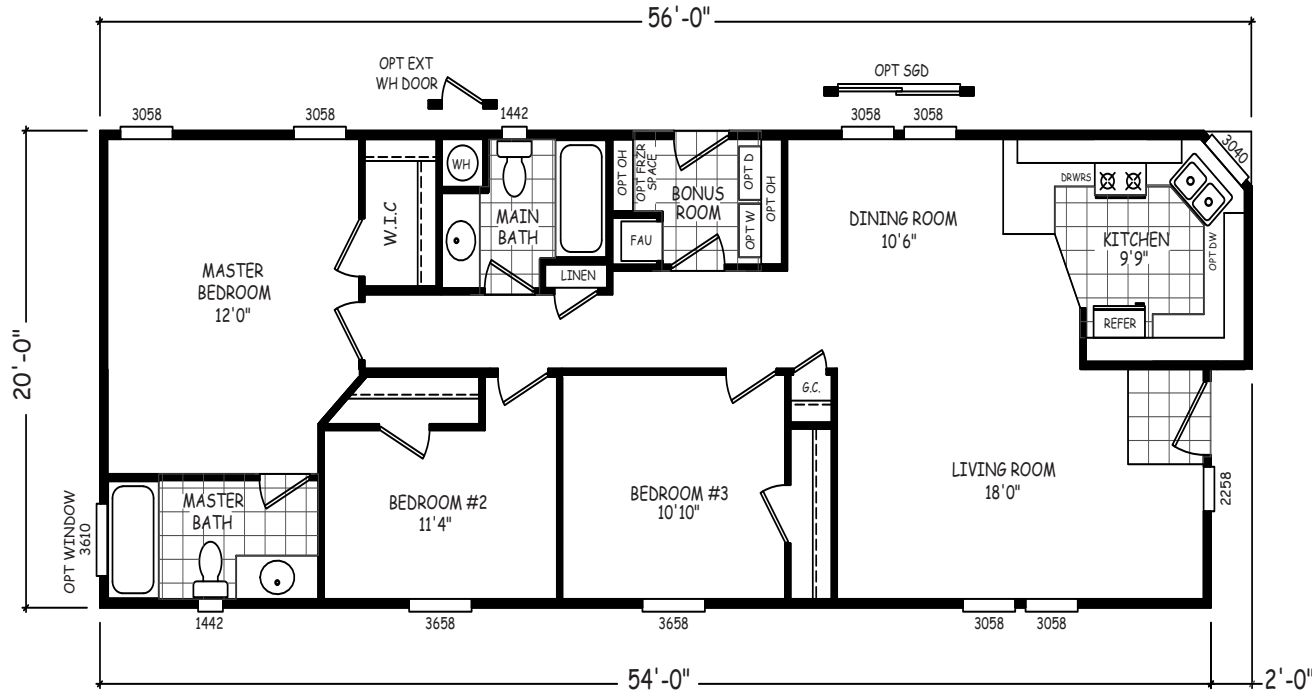 56'-0"
OPT EXT
WH DOOR
OPT SGD
3058
3058
1442
3058
3058
3040
WH
W.I.C
MAIN
BATH
OPT OH
OPT FRZR
SPACE
BONUS
ROOM
OPT D
OPT W
OPT OH
FAU
LINEN
DINING ROOM
10'6"
DRWRS
KITCHEN
9'9"
OPT DW
REFER
MASTER
BEDROOM
12'0"
20'-0"
G.C.
MASTER
BATH
BEDROOM #2
11'4"
BEDROOM #3
10'10"
LIVING ROOM
18'0"
2258
OPT WINDOW
3610
1442
3658
3658
3058
3058
54'-0"
2'-0"